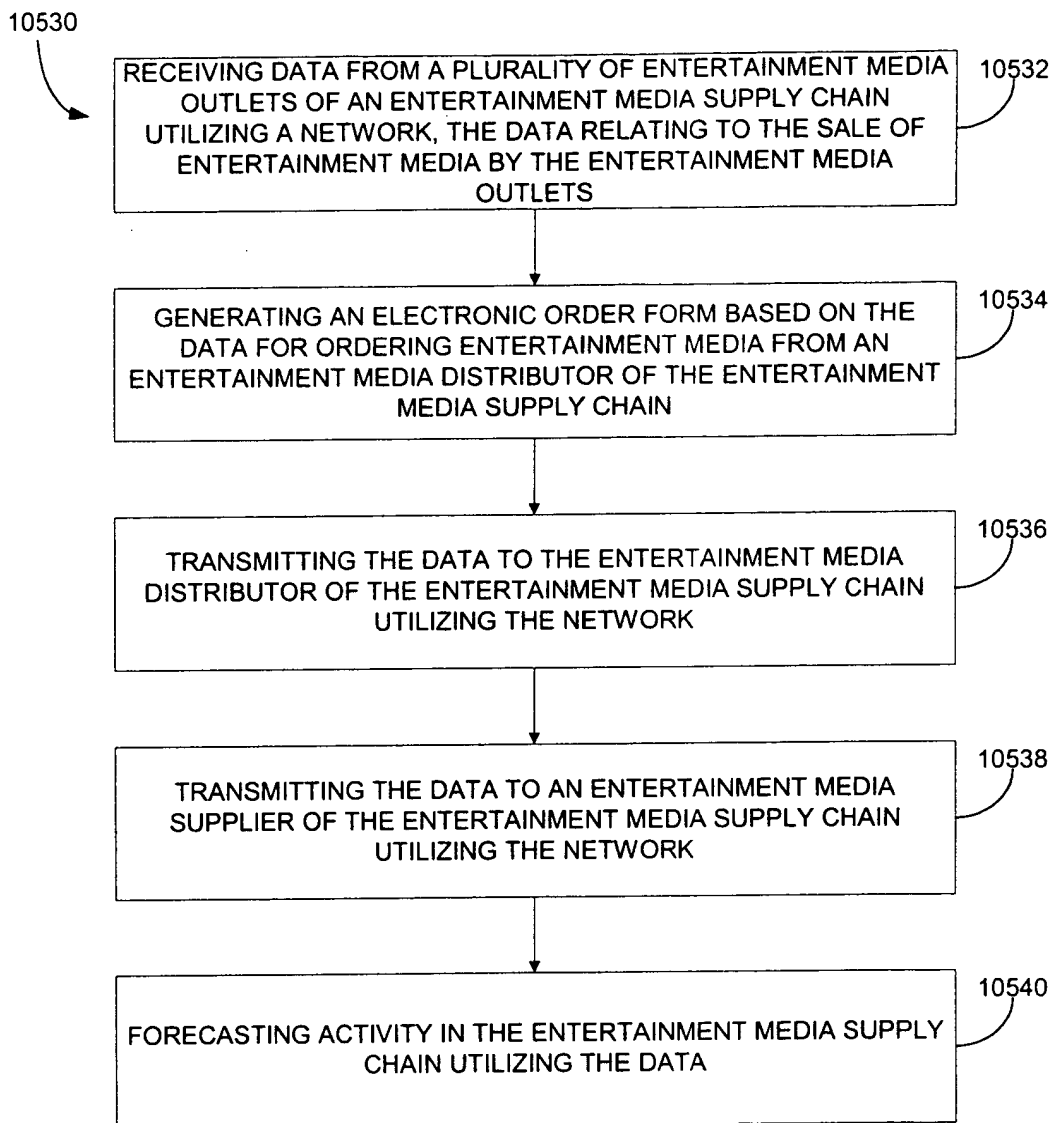 10530
RECEIVING DATA FROM A PLURALITY OF ENTERTAINMENT MEDIA
OUTLETS OF AN ENTERTAINMENT MEDIA SUPPLY CHAIN
UTILIZING A NETWORK, THE DATA RELATING TO THE SALE OF
ENTERTAINMENT MEDIA BY THE ENTERTAINMENT MEDIA
OUTLETS
10532
GENERATING AN ELECTRONIC ORDER FORM BASED ON THE
DATA FOR ORDERING ENTERTAINMENT MEDIA FROM AN
ENTERTAINMENT MEDIA DISTRIBUTOR OF THE ENTERTAINMENT
MEDIA SUPPLY CHAIN
10534
TRANSMITTING THE DATA TO THE ENTERTAINMENT MEDIA
DISTRIBUTOR OF THE ENTERTAINMENT MEDIA SUPPLY CHAIN
UTILIZING THE NETWORK
10536
TRANSMITTING THE DATA TO AN ENTERTAINMENT MEDIA
SUPPLIER OF THE ENTERTAINMENT MEDIA SUPPLY CHAIN
UTILIZING THE NETWORK
10538
FORECASTING ACTIVITY IN THE ENTERTAINMENT MEDIA SUPPLY
CHAIN UTILIZING THE DATA
10540